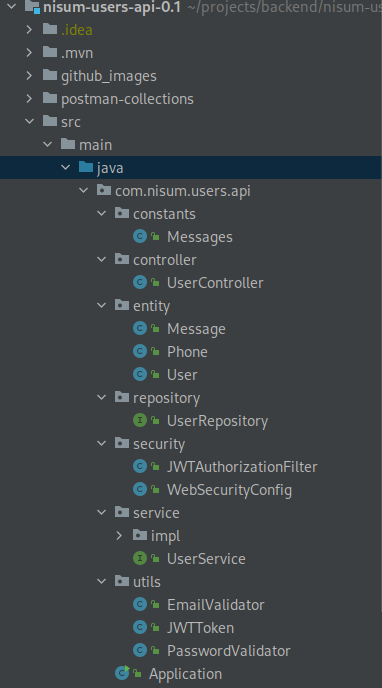 nisum-users-api-0.1 ~/projects/backend/nisum-us
.idea
.mvn
github_images
postman-collections
src
main
java
com.nisum.users.api
constants
Messages
controller
UserController
entity
Message
Phone
User
repository
UserRepository
security
JWTAuthorizationFilter
WebSecurityConfig
service
impl
UserService
utils
EmailValidator
JWTToken
PasswordValidator
Application